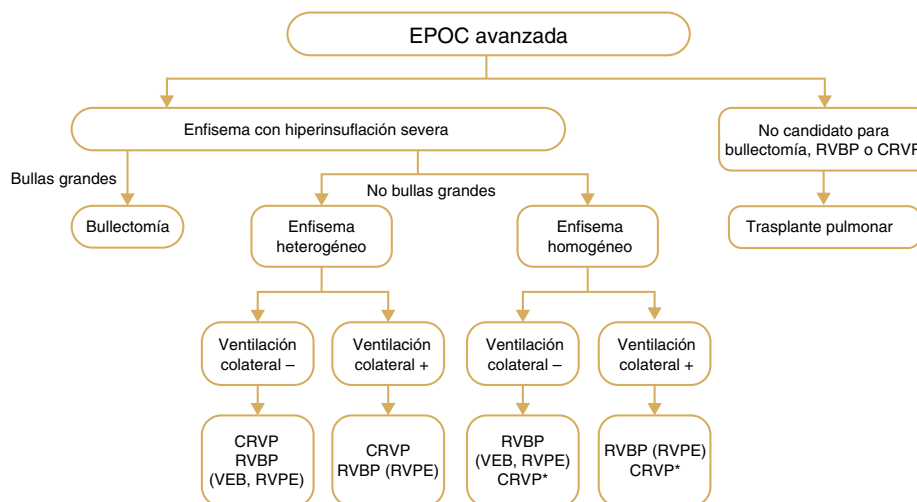 EPOC avanzada
Enfisema con hiperinsuflación severa
No candidato para
bullectomía, RVBP o CRVP
Bullas grandes
No bullas grandes
Bullectomía
Enfisema
heterogéneo
Enfisema
homogéneo
Trasplante pulmonar
Ventilación
colateral –
Ventilación
colateral +
Ventilación
colateral –
Ventilación
colateral +
CRVP
RVBP
(VEB, RVPE)
CRVP
RVBP (RVPE)
RVBP
(VEB, RVPE)
CRVP*
RVBP (RVPE)
CRVP*